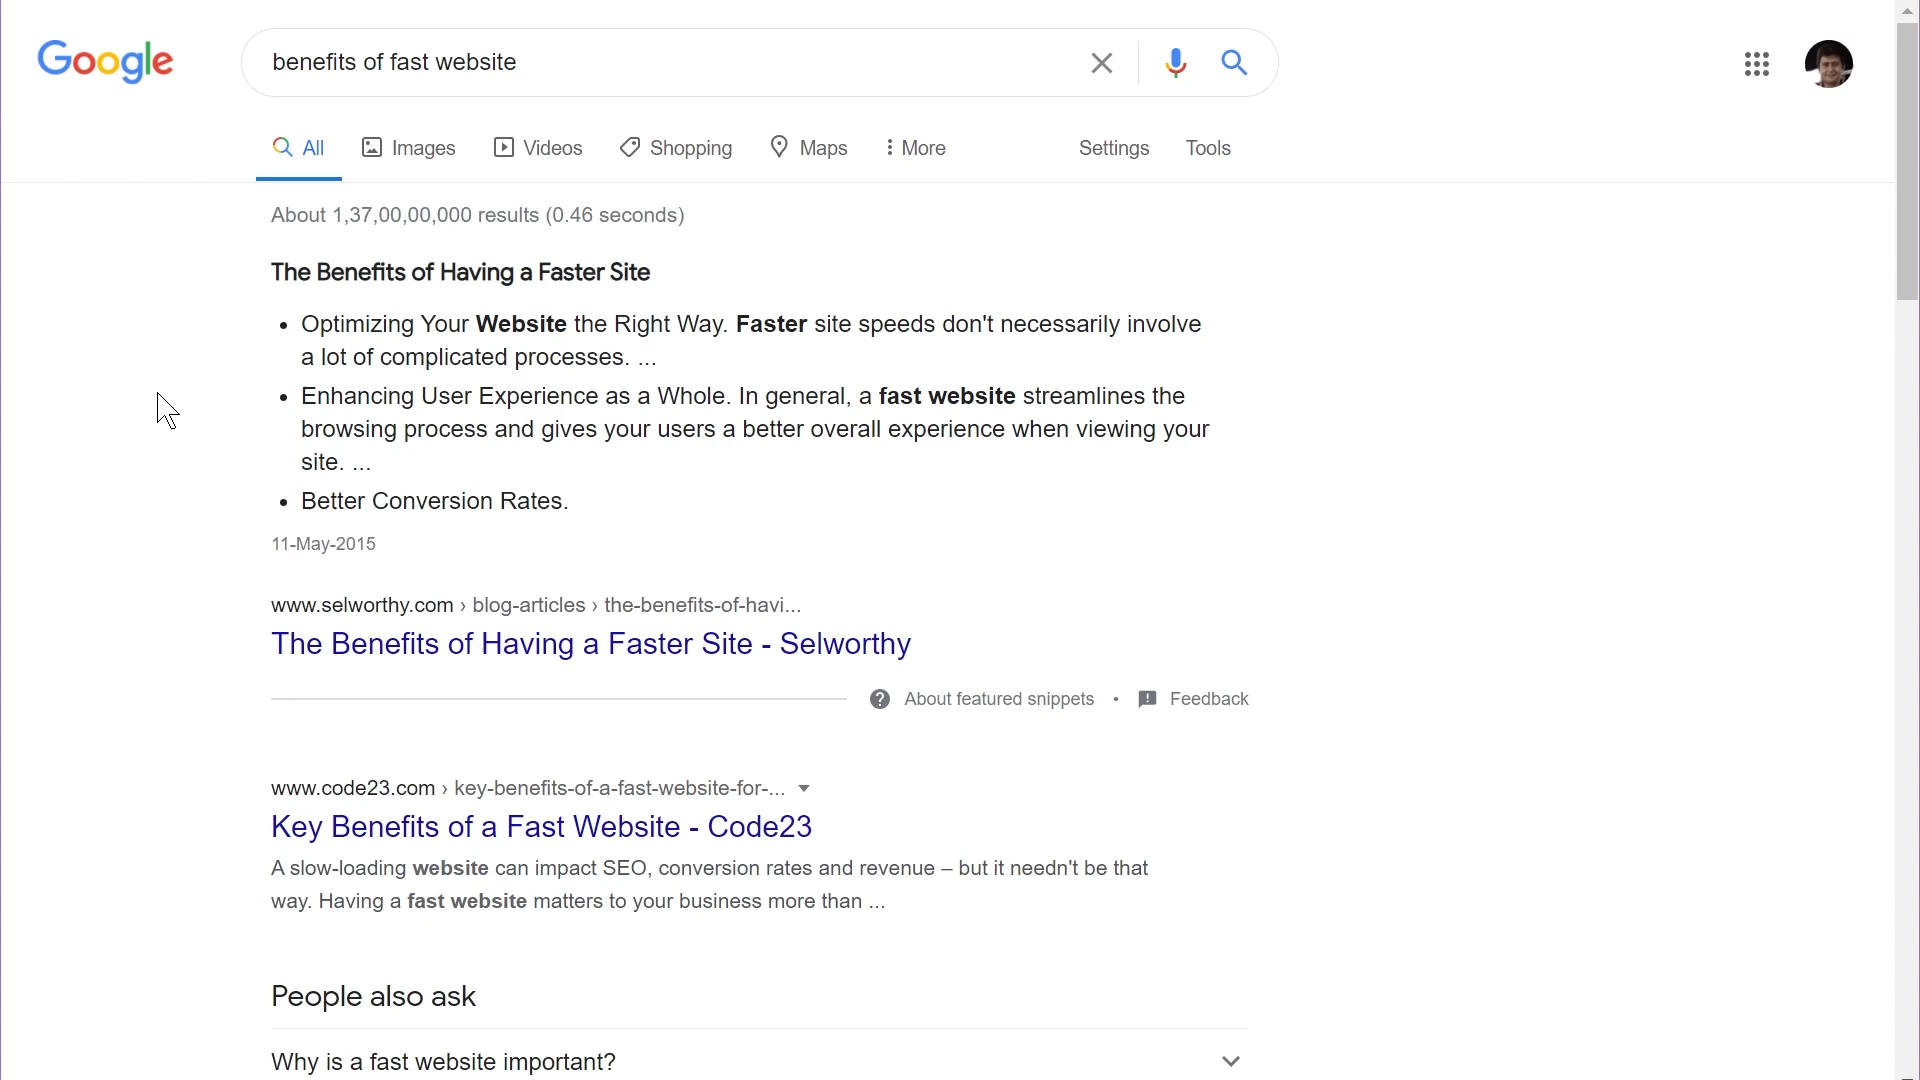 Google
benefits of fast website
All Images Videos Shopping Maps More Settings Tools
About 1,37,00,00,000 results (0.46 seconds)
The Benefits of Having a Faster Site
Optimizing Your Website the Right Way. Faster site speeds don't necessarily involve
a lot of complicated processes. ...
Enhancing User Experience as a Whole. In general, a fast website streamlines the
browsing process and gives your users a better overall experience when viewing your
site. ...
Better Conversion Rates.
11-May-2015
www.selworthy.com › blog-articles › the-benefits-of-havi...
The Benefits of Having a Faster Site - Selworthy
About featured snippets • Feedback
www.code23.com › key-benefits-of-a-fast-website-for-...
Key Benefits of a Fast Website - Code23
A slow-loading website can impact SEO, conversion rates and revenue – but it needn't be that
way. Having a fast website matters to your business more than ...
People also ask
Why is a fast website important?